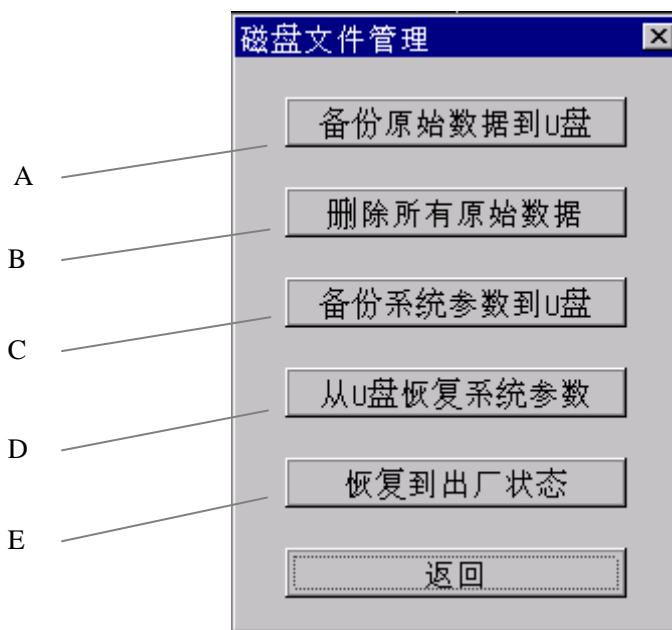 磁盘文件管理
备份原始数据到U盘
A
删除所有原始数据
B
备份系统参数到U盘
C
从U盘恢复系统参数
D
恢复到出厂状态
E
返回